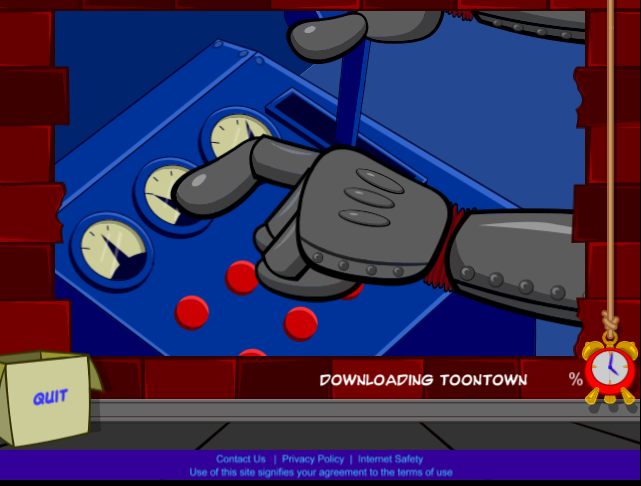 DOWNLOADING TOONTOWN %
QUIT
Contact Us | Privacy Policy | Internet Safety
Use of this site signifies your agreement to the terms of use